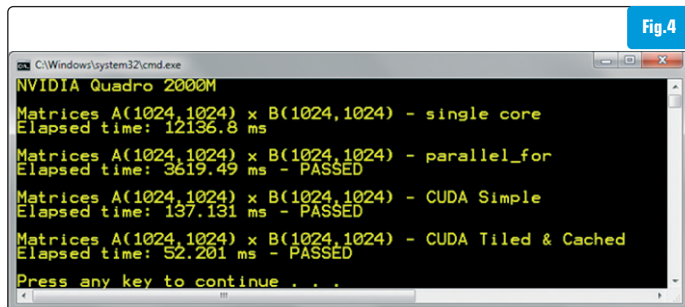 Fig.4
C:\Windows\system32\cmd.exe
NVIDIA Quadro 2000M
Matrices A(1024,1024) x B(1024,1024) - single core
Elapsed time: 12136.8 ms
Matrices A(1024,1024) x B(1024,1024) - parallel_for
Elapsed time: 3619.49 ms - PASSED
Matrices A(1024,1024) x B(1024,1024) - CUDA Simple
Elapsed time: 137.131 ms - PASSED
Matrices A(1024,1024) x B(1024,1024) - CUDA Tiled & Cached
Elapsed time: 52.201 ms - PASSED
Press any key to continue . . .